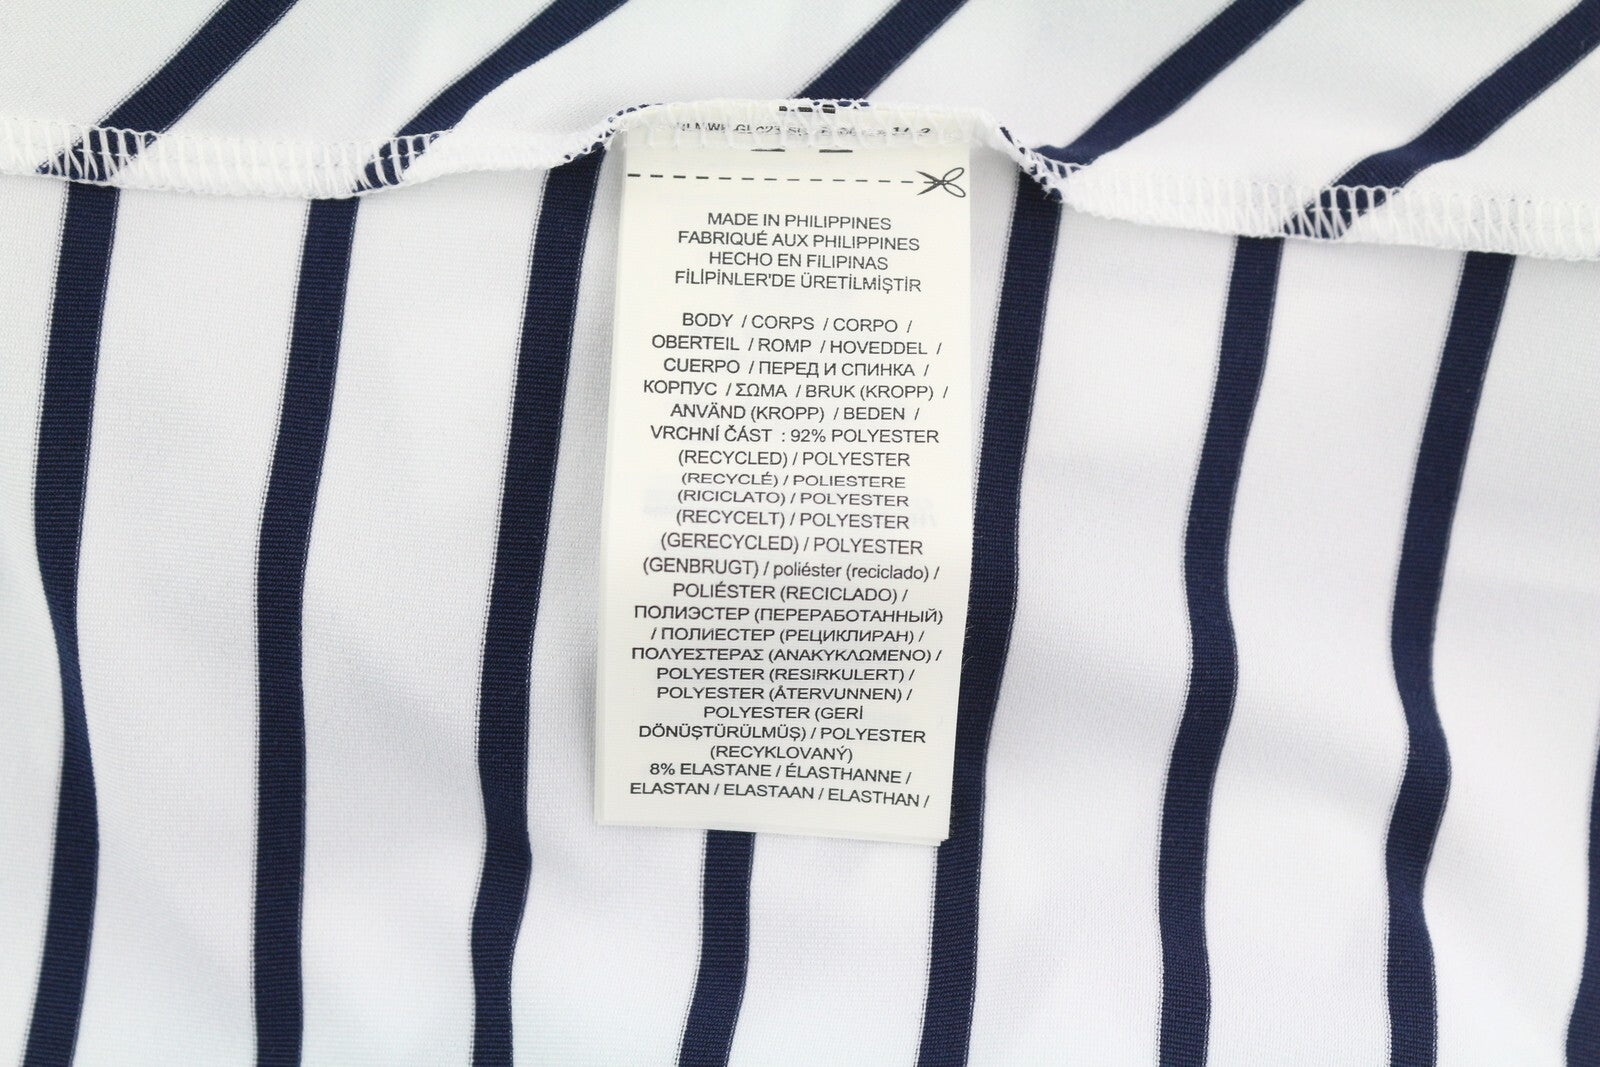 MADE IN PHILIPPINES
FABRIQUÉ AUX PHILIPPINES
HECHO EN FILIPINAS
FİLİPİNLER'DE ÜRETİLMİŞTİR
BODY / CORPS / CORPO /
OBERTEIL / ROMP / HOVEDDEL /
CUERPO / ПЕРЕД И СПИНКА /
КОРПУС / ΣΩΜΑ / BRUK (KROPP) /
ANVÄND (KROPP) / BEDEN /
VRCHNÍ ČÁST : 92% POLYESTER
(RECYCLED) / POLYESTER
(RECYCLÉ) / POLIESTERE
(RICICLATO) / POLYESTER
(RECYCELT) / POLYESTER
(GERECYCLED) / POLYESTER
(GENBRUGT) / poliéster (reciclado) /
POLIÉSTER (RECICLADO) /
ПОЛИЭСТЕР (ПЕРЕРАБОТАННЫЙ)
/ ПОЛИЕСТЕР (РЕЦИКЛИРАН) /
ΠΟΛΥΕΣΤΕΡΑΣ (ΑΝΑΚΥΚΛΩΜΕΝΟ) /
POLYESTER (RESIRKULERT) /
POLYESTER (ÅTERVUNNEN) /
POLYESTER (GERİ
DÖNÜŞTÜRÜLMÜŞ) / POLYESTER
(RECYKLOVANÝ)
8% ELASTANE / ÉLASTHANNE /
ELASTAN / ELASTAAN / ELASTHAN /